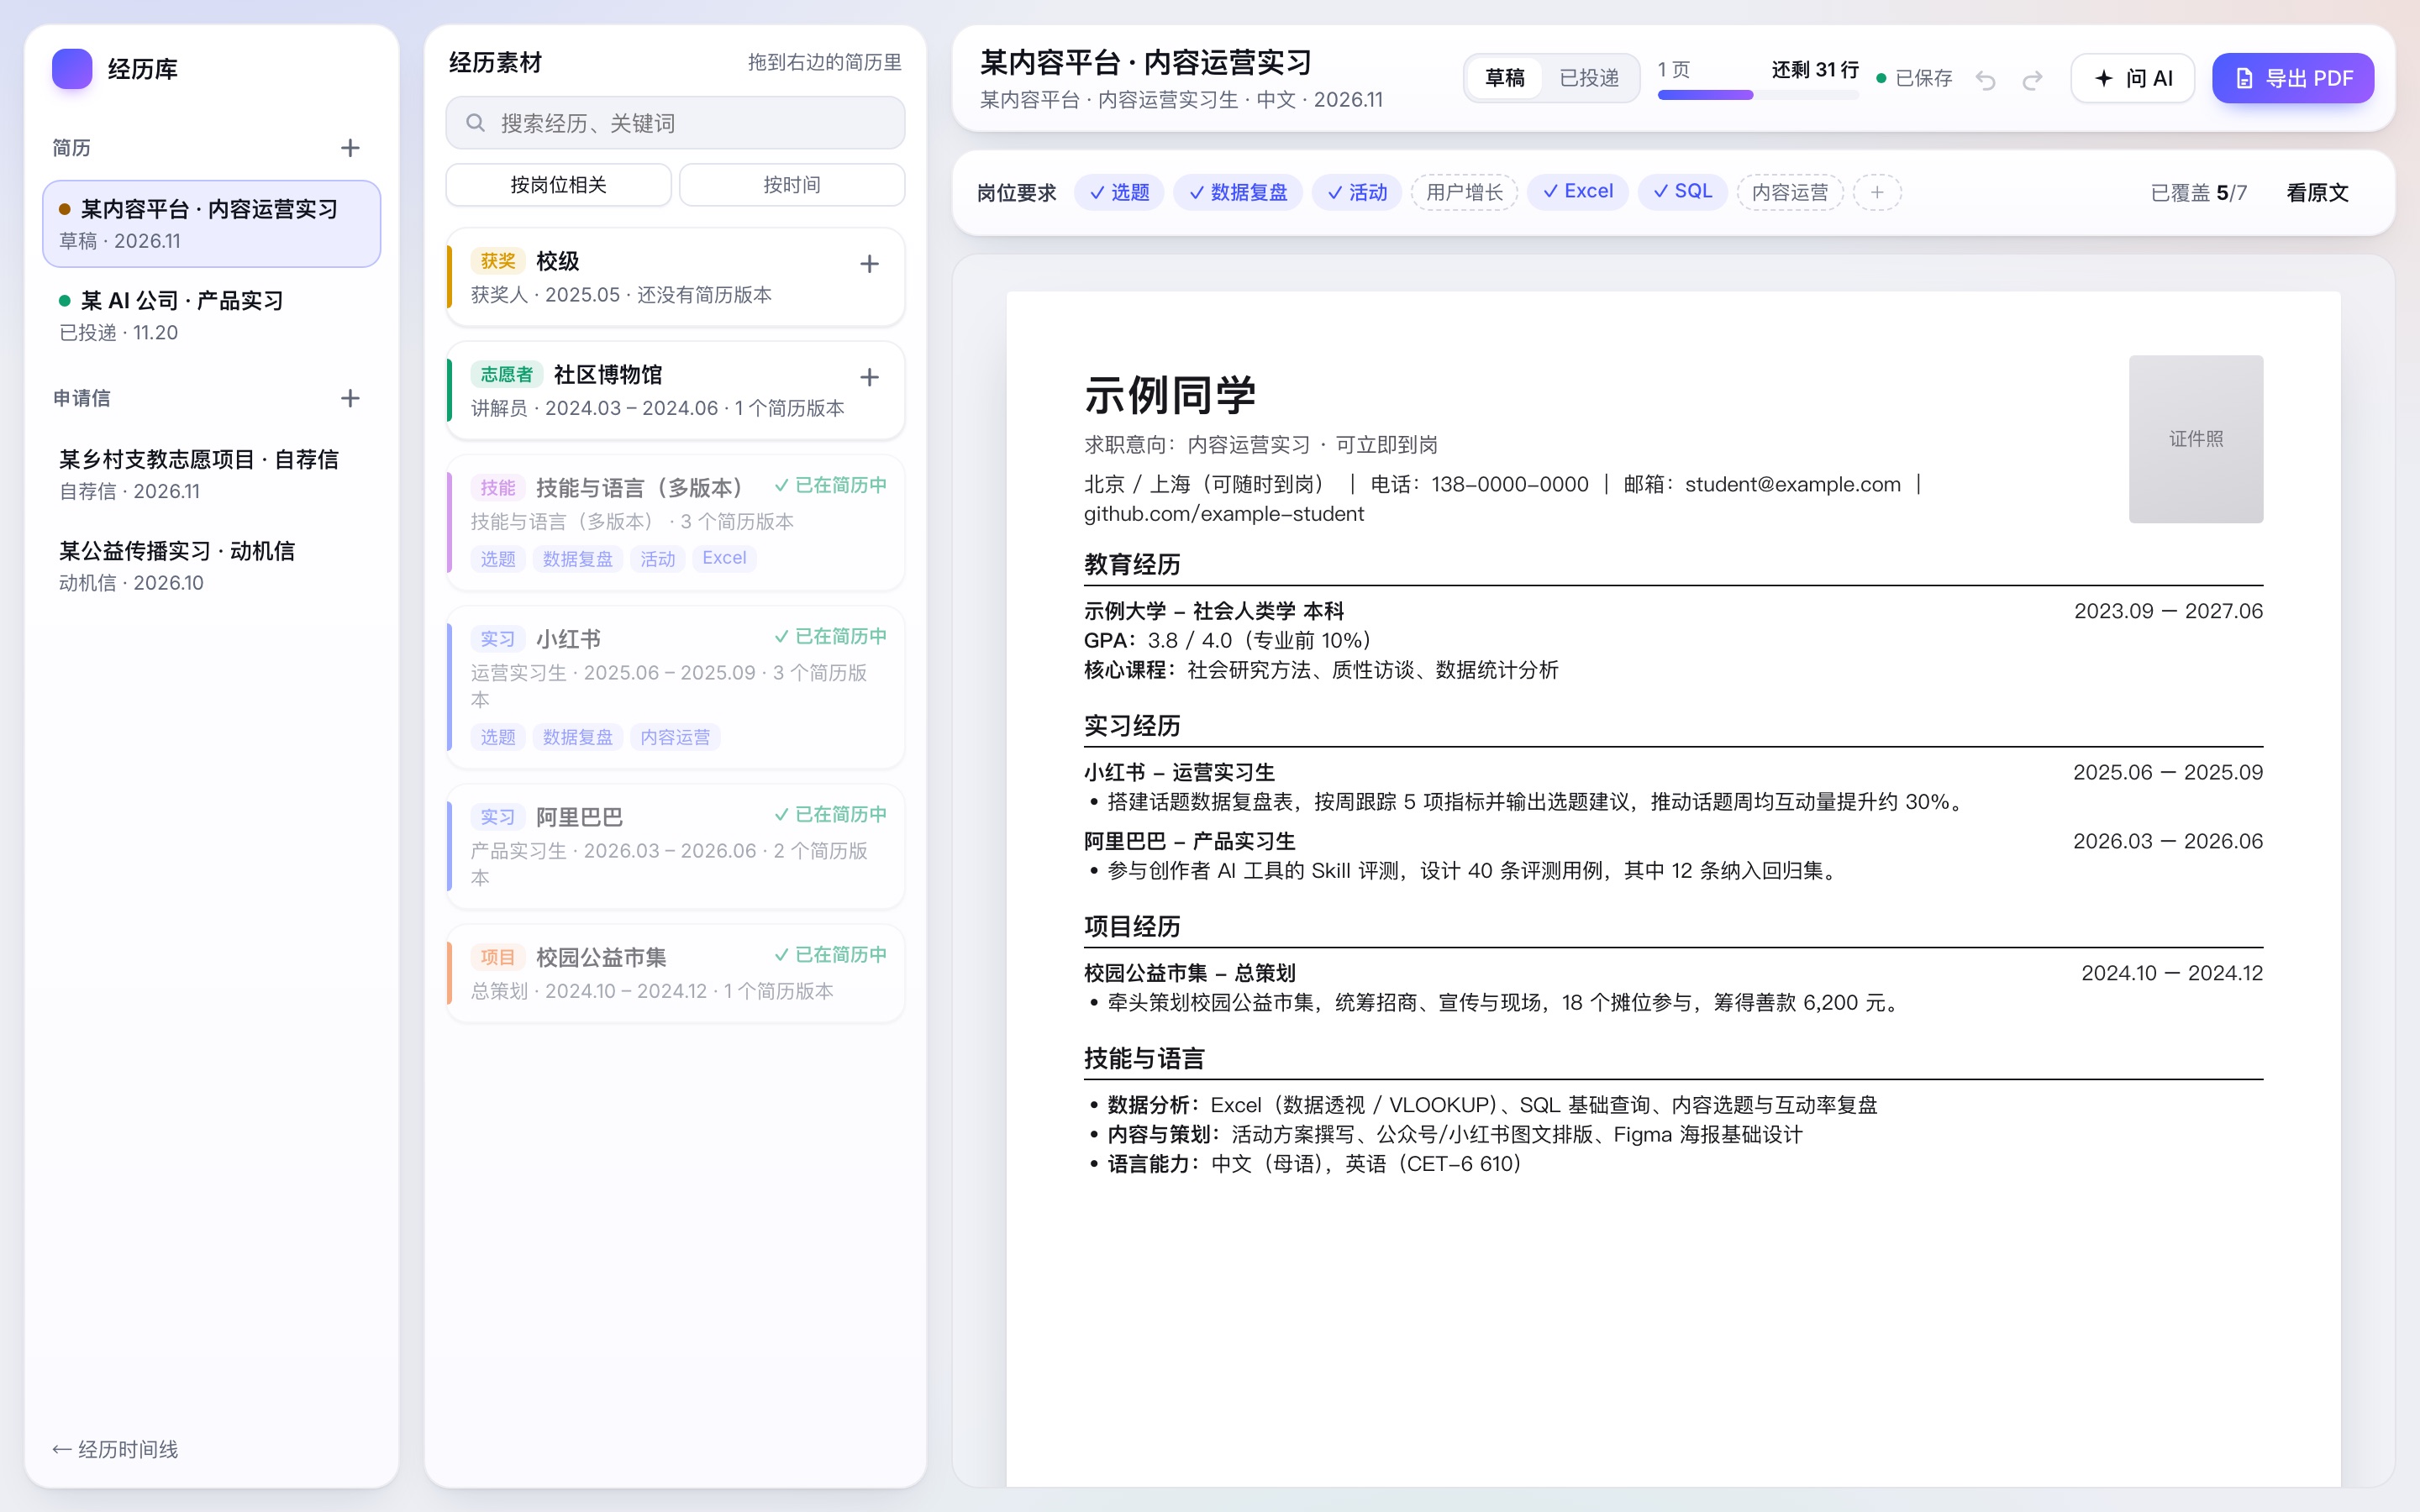 经历库
简历
某内容平台 · 内容运营实习
草稿 · 2026.11
某 AI 公司 · 产品实习
已投递 · 11.20
申请信
某乡村支教志愿项目 · 自荐信
自荐信 · 2026.11
某公益传播实习 · 动机信
动机信 · 2026.10
← 经历时间线
经历素材 拖到右边的简历里
搜索经历、关键词
按岗位相关 按时间
获奖 校级
获奖人 · 2025.05 · 还没有简历版本
志愿者 社区博物馆
讲解员 · 2024.03 – 2024.06 · 1 个简历版本
技能 技能与语言（多版本） ✓ 已在简历中
技能与语言（多版本） · 3 个简历版本
选题 数据复盘 活动 Excel
实习 小红书 ✓ 已在简历中
运营实习生 · 2025.06 – 2025.09 · 3 个简历版
本
选题 数据复盘 内容运营
实习 阿里巴巴 ✓ 已在简历中
产品实习生 · 2026.03 – 2026.06 · 2 个简历版
本
项目 校园公益市集 ✓ 已在简历中
总策划 · 2024.10 – 2024.12 · 1 个简历版本
某内容平台 · 内容运营实习
某内容平台 · 内容运营实习生 · 中文 · 2026.11
草稿 已投递
1 页 还剩 31 行
已保存
问 AI
导出 PDF
岗位要求 ✓ 选题 ✓ 数据复盘 ✓ 活动 用户增长 ✓ Excel ✓ SQL 内容运营 +
已覆盖 5/7 看原文
示例同学
证件照
求职意向：内容运营实习 · 可立即到岗
北京 / 上海（可随时到岗） | 电话：138-0000-0000 | 邮箱：student@example.com |
github.com/example-student
教育经历
示例大学 – 社会人类学 本科 2023.09 — 2027.06
GPA：3.8 / 4.0（专业前 10%）
核心课程：社会研究方法、质性访谈、数据统计分析
实习经历
小红书 – 运营实习生 2025.06 — 2025.09
• 搭建话题数据复盘表，按周跟踪 5 项指标并输出选题建议，推动话题周均互动量提升约 30%。
阿里巴巴 – 产品实习生 2026.03 — 2026.06
• 参与创作者 AI 工具的 Skill 评测，设计 40 条评测用例，其中 12 条纳入回归集。
项目经历
校园公益市集 – 总策划 2024.10 — 2024.12
• 牵头策划校园公益市集，统筹招商、宣传与现场，18 个摊位参与，筹得善款 6,200 元。
技能与语言
• 数据分析：Excel（数据透视 / VLOOKUP）、SQL 基础查询、内容选题与互动率复盘
• 内容与策划：活动方案撰写、公众号/小红书图文排版、Figma 海报基础设计
• 语言能力：中文（母语），英语（CET-6 610）